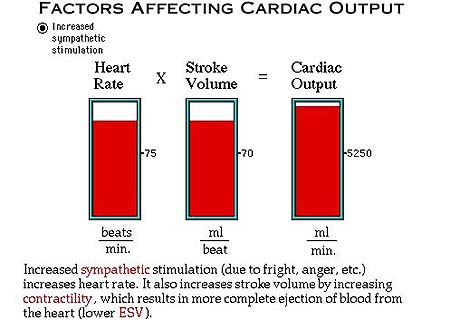 FACTORS AFFECTING CARDIAC OUTPUT
Increased
sympathetic
stimulation
Heart Rate X Stroke Volume = Cardiac Output
75 70 5250
beats ml ml
min. beat min.
Increased sympathetic stimulation (due to fright, anger, etc.)
increases heart rate. It also increases stroke volume by increasing
contractility, which results in more complete ejection of blood from
the heart (lower ESV).